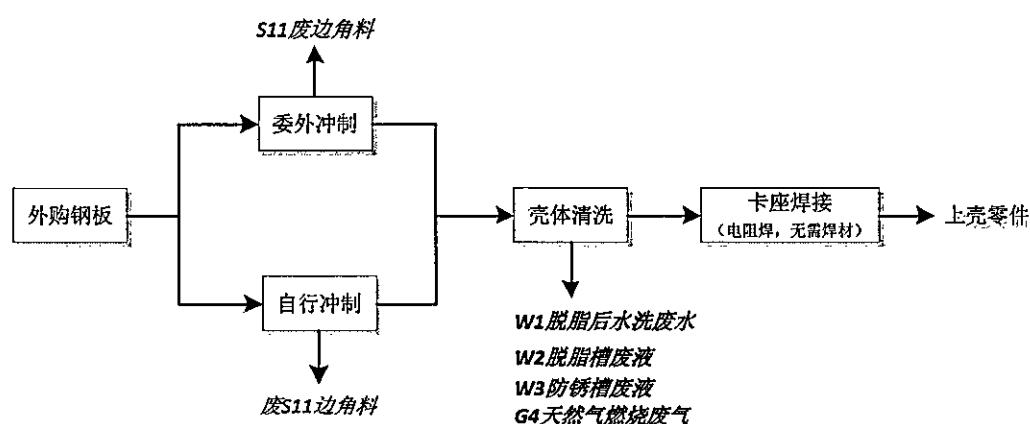 S11废边角料
委外冲制
外购钢板
壳体清洗
卡座焊接
（电阻焊，无需焊材）
上壳零件
自行冲制
W1脱脂后水洗废水
W2脱脂槽废液
W3防锈槽废液
G4天然气燃烧废气
废S11边角料